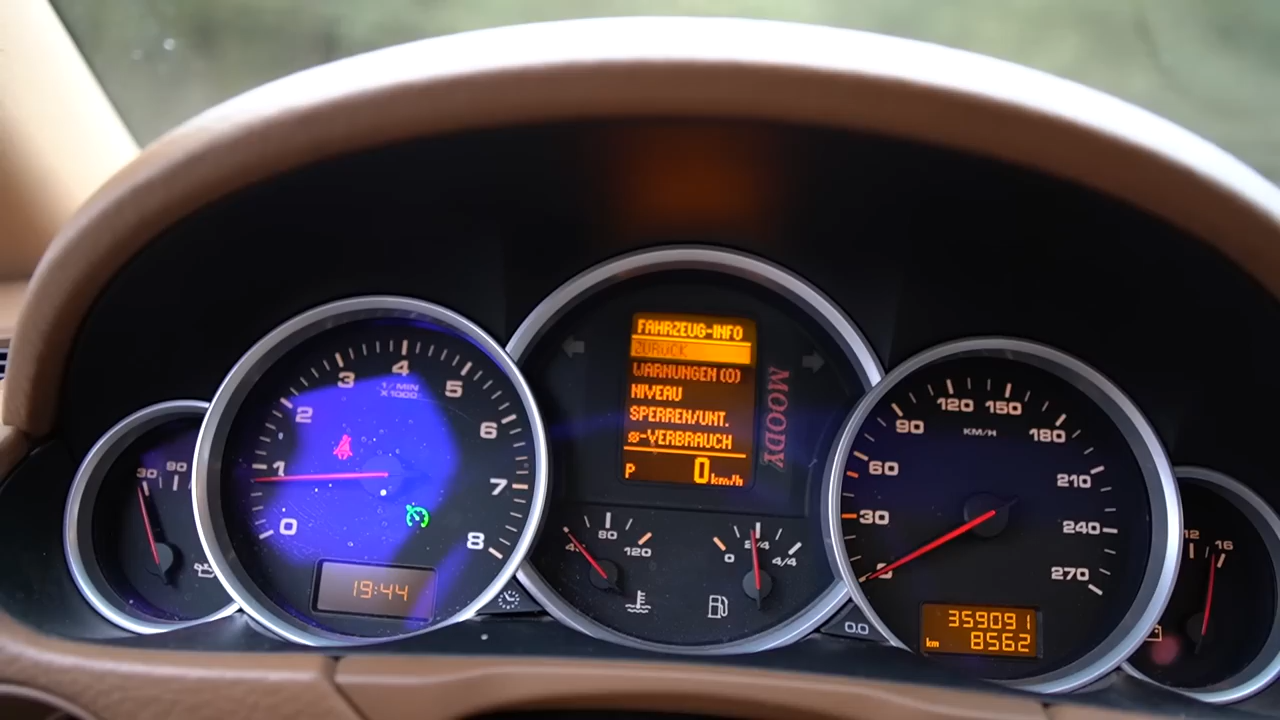 30 90
0 1 2 3 4 5 6 7 8
1/MIN
X1000
19:44
FAHRZEUG-INFO
ZURÜCK
WARNUNGEN (0)
NIVEAU
SPERREN/UNT.
ø-VERBRAUCH
P 0 km/h
MOODY
80 120
0 2/4 4/4
30 60 90 120 150 180 210 240 270
KM/H
0.0
359091
km 8562
12 16